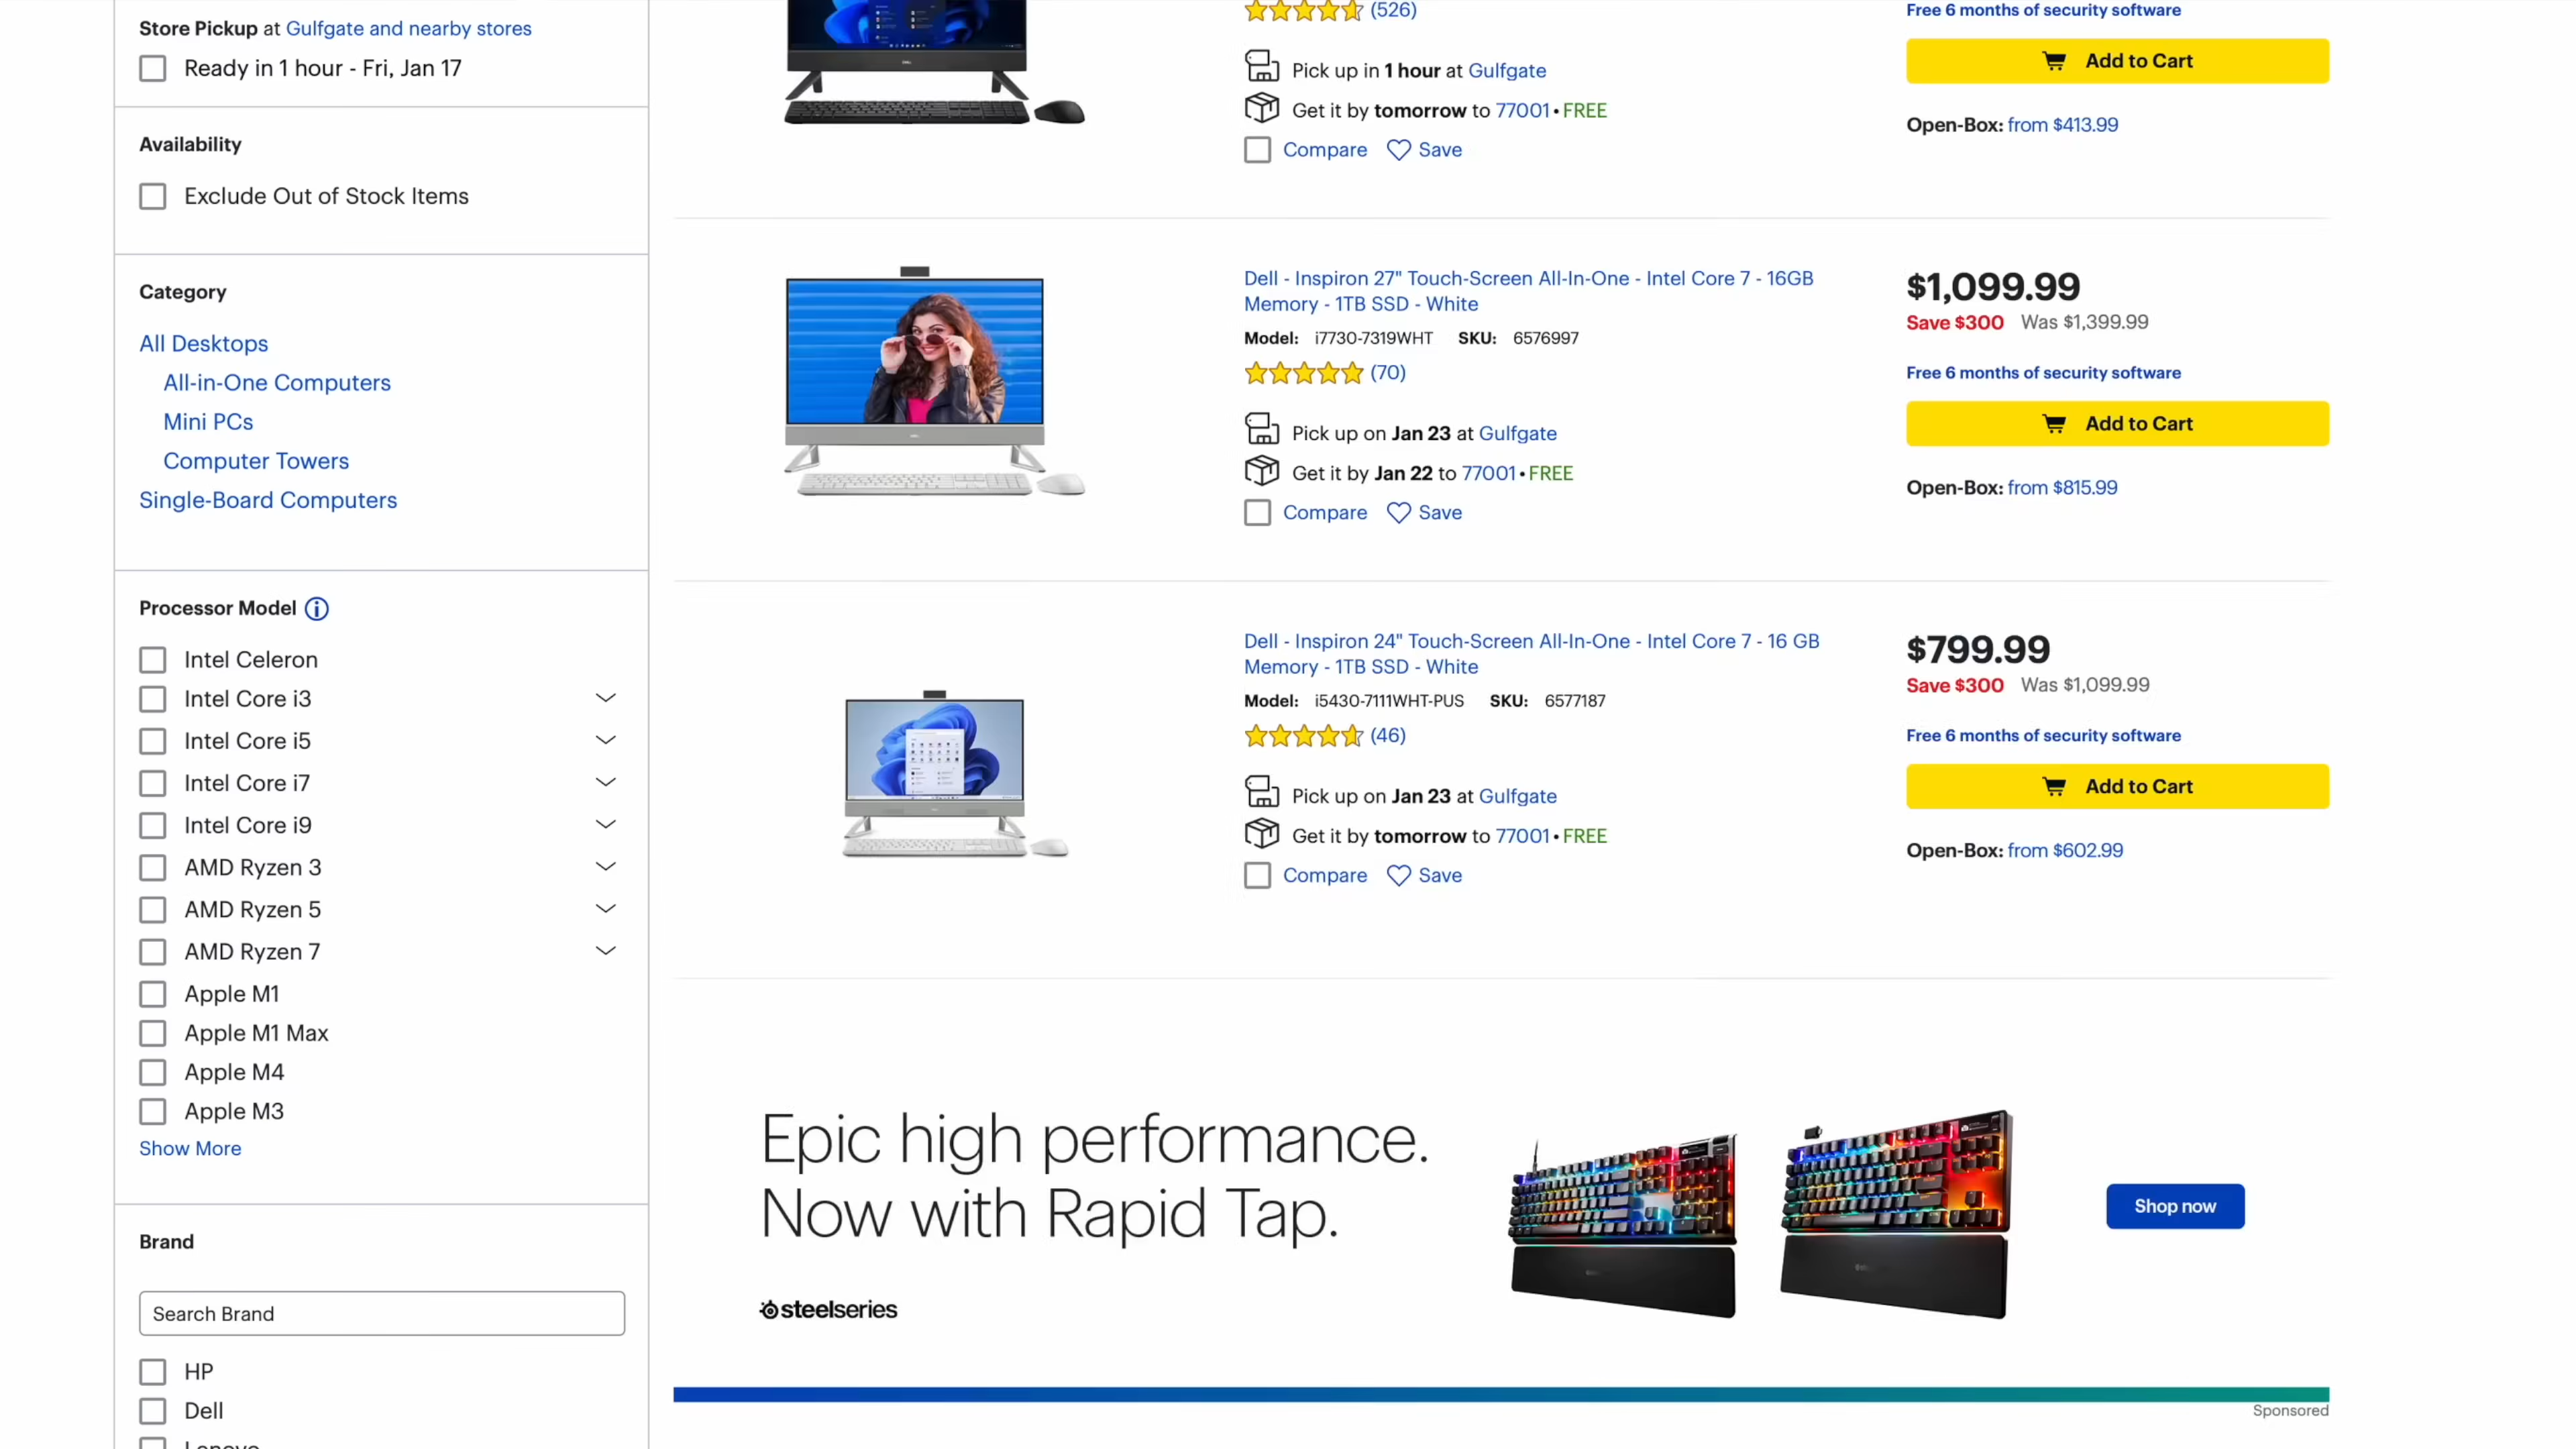 Store Pickup at Gulfgate and nearby stores
Ready in 1 hour - Fri, Jan 17
Availability
Exclude Out of Stock Items
Category
All Desktops
All-in-One Computers
Mini PCs
Computer Towers
Single-Board Computers
Processor Model
Intel Celeron
Intel Core i3
Intel Core i5
Intel Core i7
Intel Core i9
AMD Ryzen 3
AMD Ryzen 5
AMD Ryzen 7
Apple M1
Apple M1 Max
Apple M4
Apple M3
Show More
Brand
Search Brand
HP
Dell
Lenovo
(526)
Pick up in 1 hour at Gulfgate
Get it by tomorrow to 77001 • FREE
Compare Save
Free 6 months of security software
Add to Cart
Open-Box: from $413.99
Dell - Inspiron 27" Touch-Screen All-In-One - Intel Core 7 - 16GB
Memory - 1TB SSD - White
Model: i7730-7319WHT SKU: 6576997
(70)
Pick up on Jan 23 at Gulfgate
Get it by Jan 22 to 77001 • FREE
Compare Save
$1,099.99
Save $300 Was $1,399.99
Free 6 months of security software
Add to Cart
Open-Box: from $815.99
Dell - Inspiron 24" Touch-Screen All-In-One - Intel Core 7 - 16 GB
Memory - 1TB SSD - White
Model: i5430-7111WHT-PUS SKU: 6577187
(46)
Pick up on Jan 23 at Gulfgate
Get it by tomorrow to 77001 • FREE
Compare Save
$799.99
Save $300 Was $1,099.99
Free 6 months of security software
Add to Cart
Open-Box: from $602.99
Epic high performance.
Now with Rapid Tap.
steelseries
Shop now
Sponsored